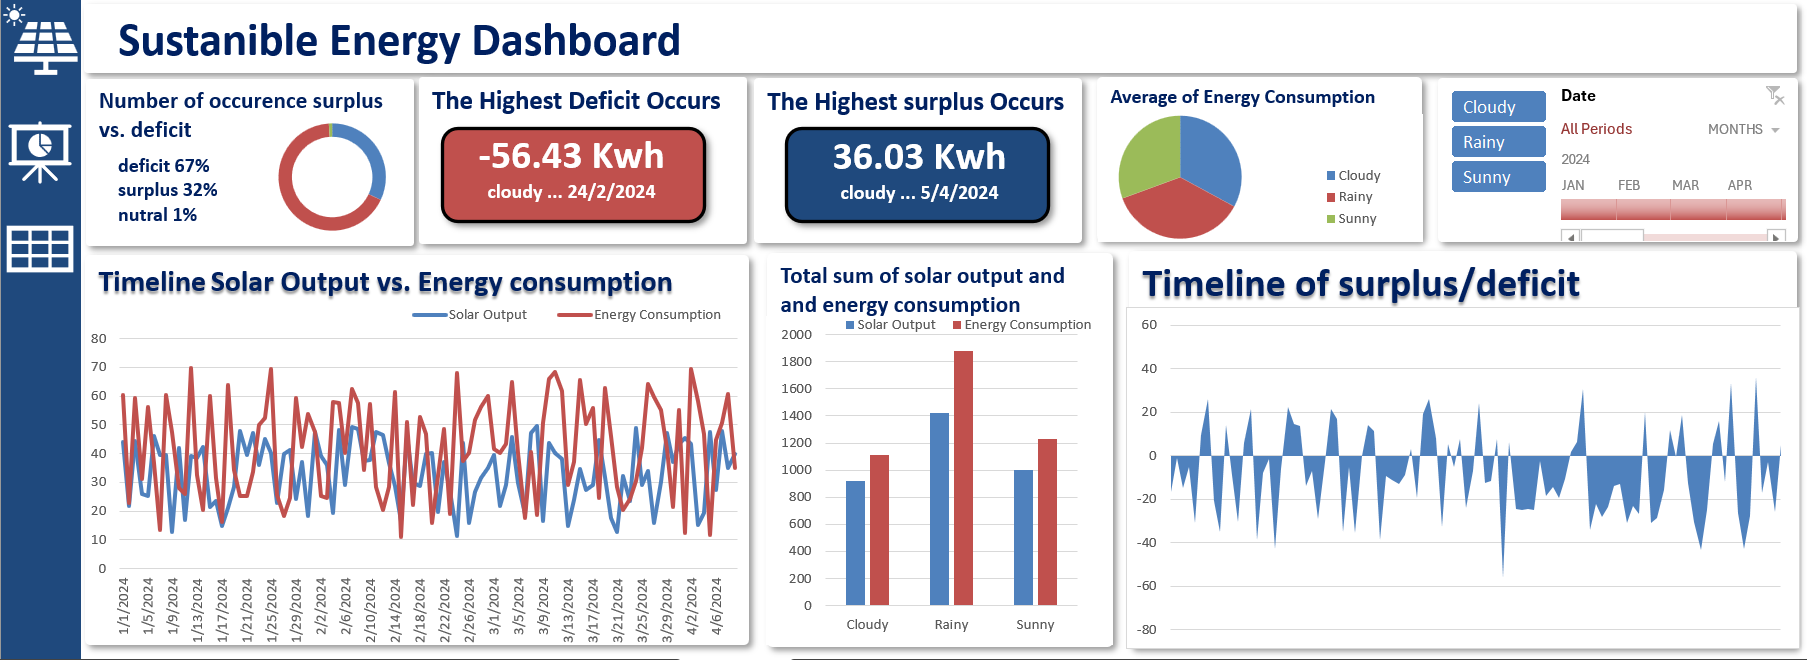 Sustanible Energy Dashboard
Number of occurence surplus
vs. deficit
deficit 67%
surplus 32%
nutral 1%
The Highest Deficit Occurs
-56.43 Kwh
cloudy ... 24/2/2024
The Highest surplus Occurs
36.03 Kwh
cloudy ... 5/4/2024
Average of Energy Consumption
Cloudy
Rainy
Sunny
Cloudy
Rainy
Sunny
Date
All Periods
MONTHS
2024
JAN FEB MAR APR
Timeline Solar Output vs. Energy consumption
Solar Output Energy Consumption
80
70
60
50
40
30
20
10
0
1/1/2024
1/5/2024
1/9/2024
1/13/2024
1/17/2024
1/21/2024
1/25/2024
1/29/2024
2/2/2024
2/6/2024
2/10/2024
2/14/2024
2/18/2024
2/22/2024
2/26/2024
3/1/2024
3/5/2024
3/9/2024
3/13/2024
3/17/2024
3/21/2024
3/25/2024
3/29/2024
4/2/2024
4/6/2024
Total sum of solar output and
and energy consumption
Solar Output Energy Consumption
2000
1800
1600
1400
1200
1000
800
600
400
200
0
Cloudy Rainy Sunny
Timeline of surplus/deficit
60
40
20
0
-20
-40
-60
-80